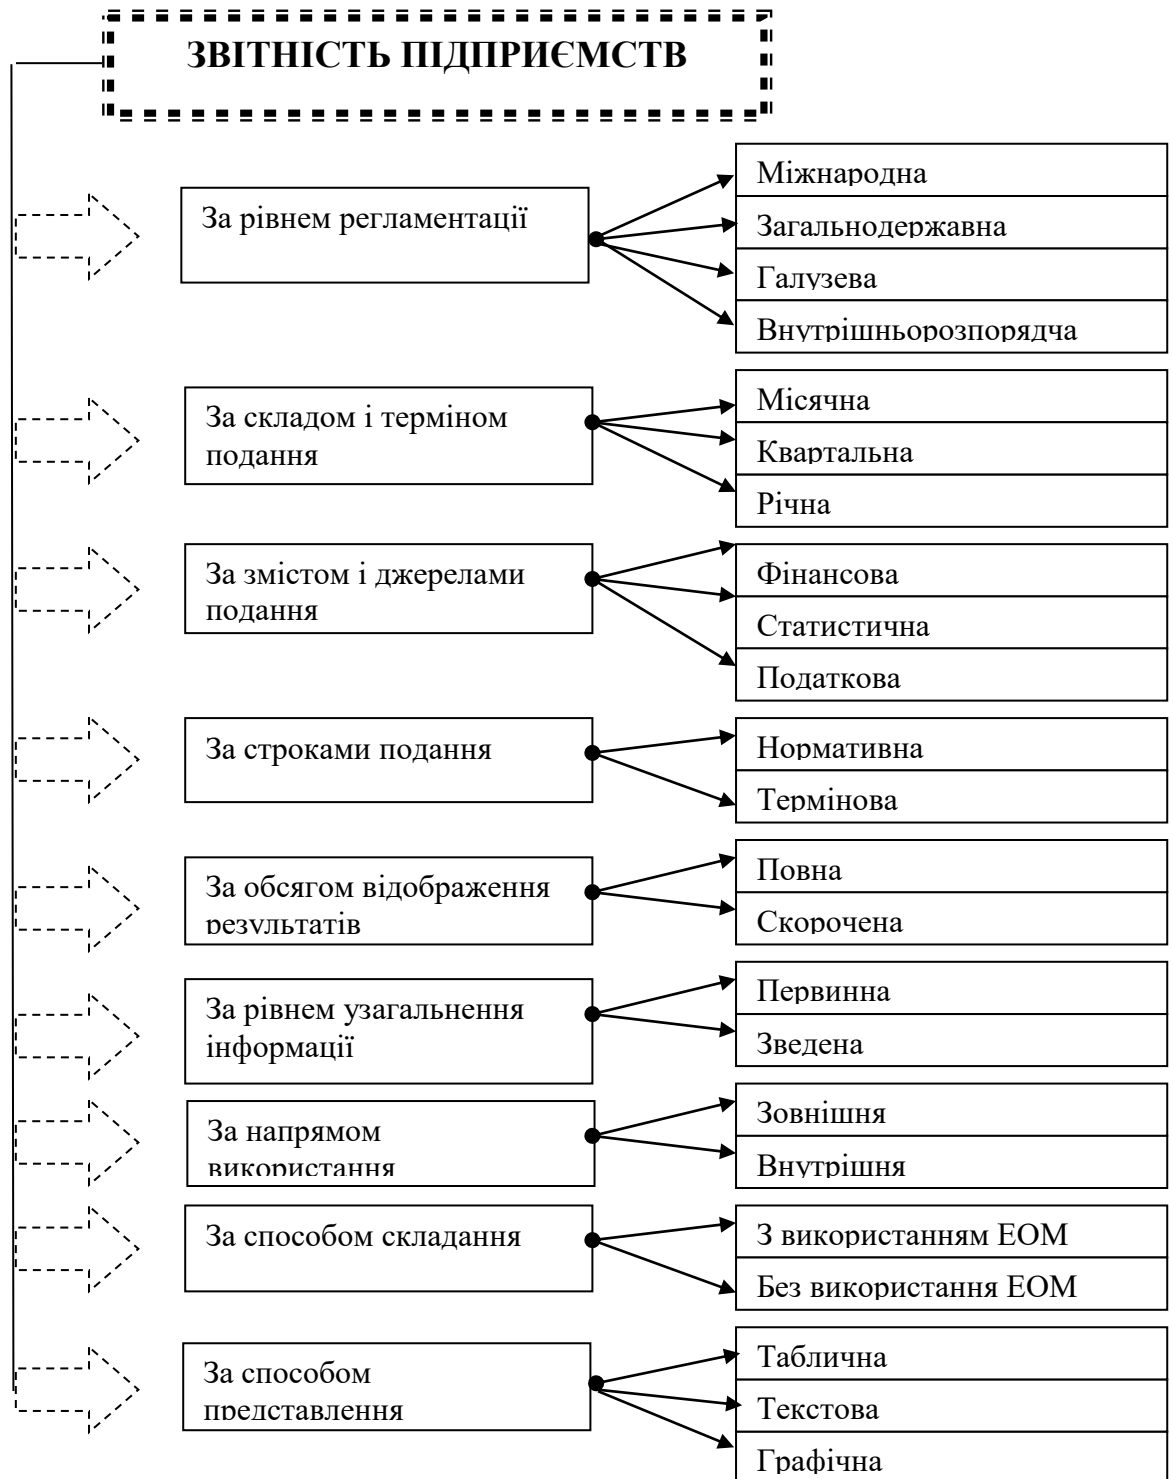 ЗВІТНІСТЬ ПІДПРИЄМСТВ
За рівнем регламентації
Міжнародна
Загальнодержавна
Галузева
Внутрішньорозпорядча
За складом і терміном
подання
Місячна
Квартальна
Річна
За змістом і джерелами
подання
Фінансова
Статистична
Податкова
За строками подання
Нормативна
Термінова
За обсягом відображення
результатів
Повна
Скорочена
За рівнем узагальнення
інформації
Первинна
Зведена
За напрямом
використання
Зовнішня
Внутрішня
За способом складання
З використанням ЕОМ
Без використання ЕОМ
За способом
представлення
Таблична
Текстова
Графічна